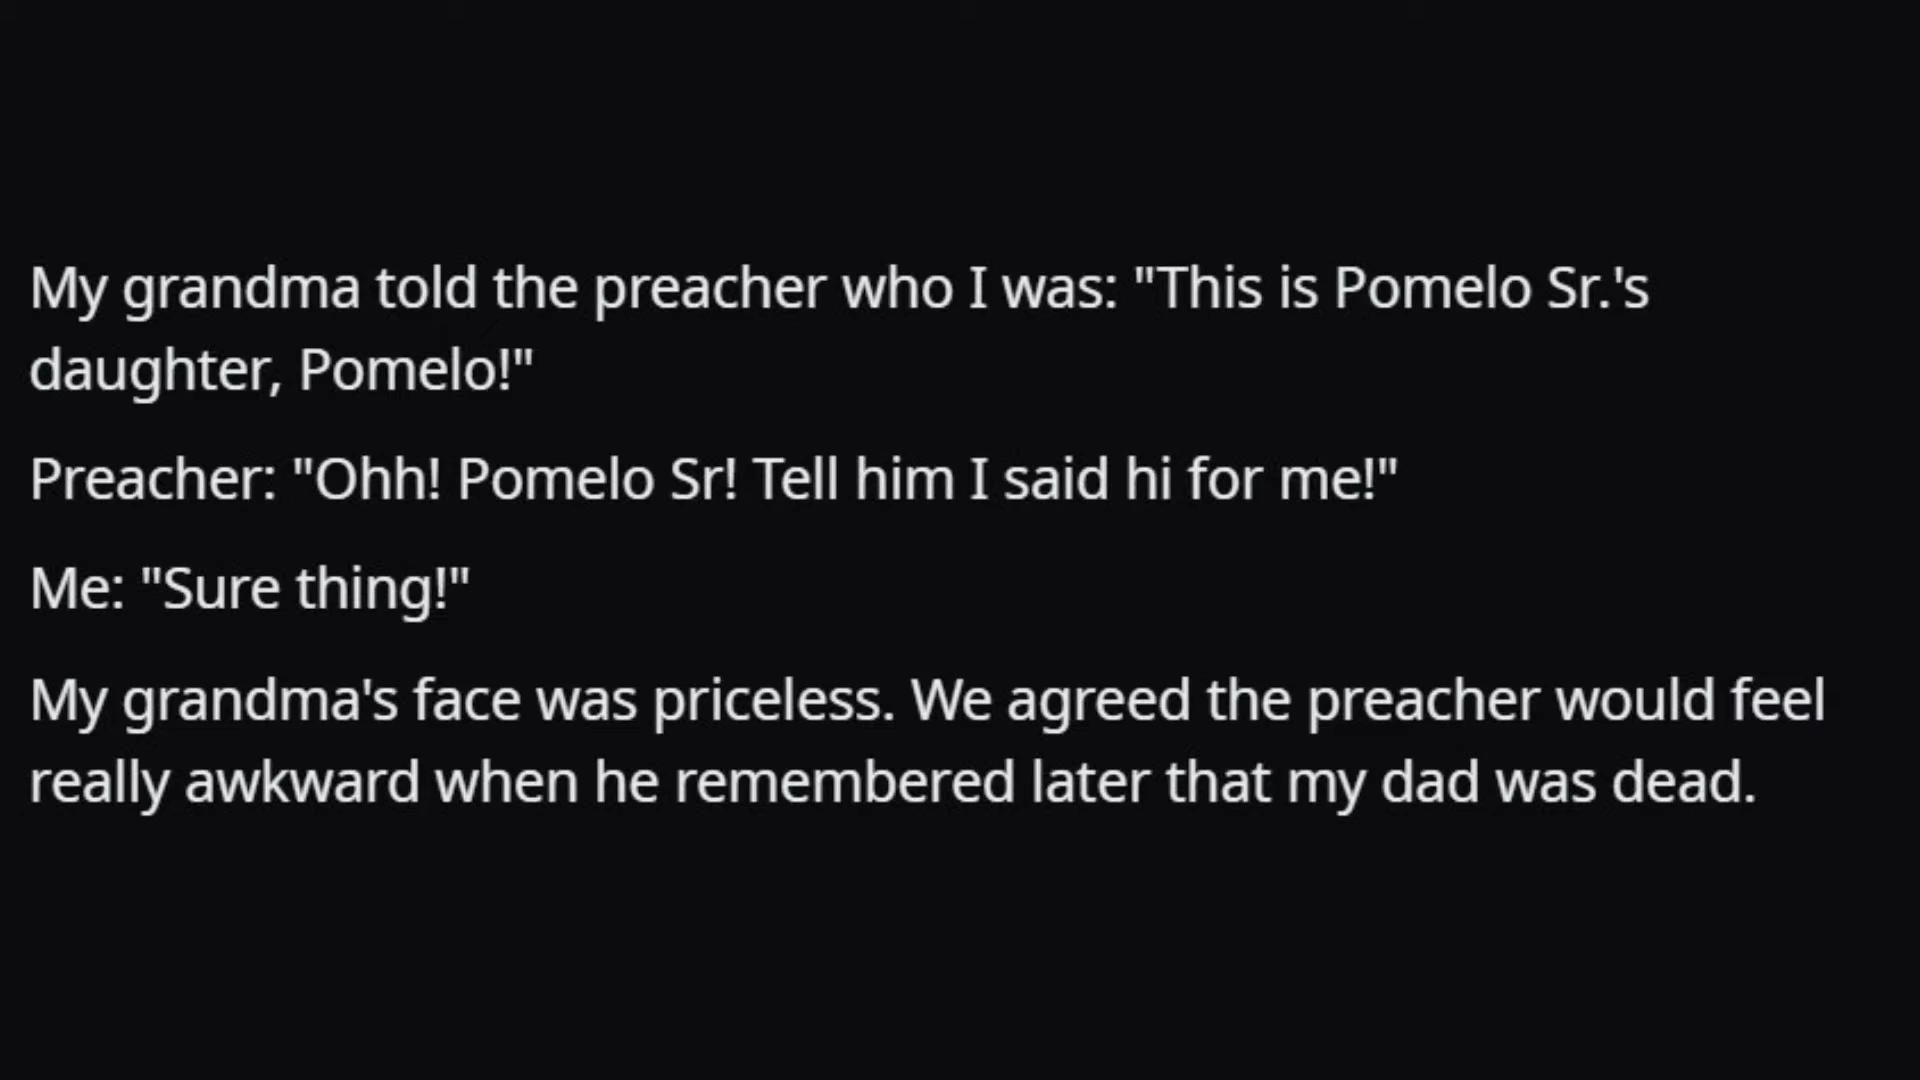 My grandma told the preacher who I was: "This is Pomelo Sr.'s
daughter, Pomelo!"
Preacher: "Ohh! Pomelo Sr! Tell him I said hi for me!"
Me: "Sure thing!"
My grandma's face was priceless. We agreed the preacher would feel
really awkward when he remembered later that my dad was dead.